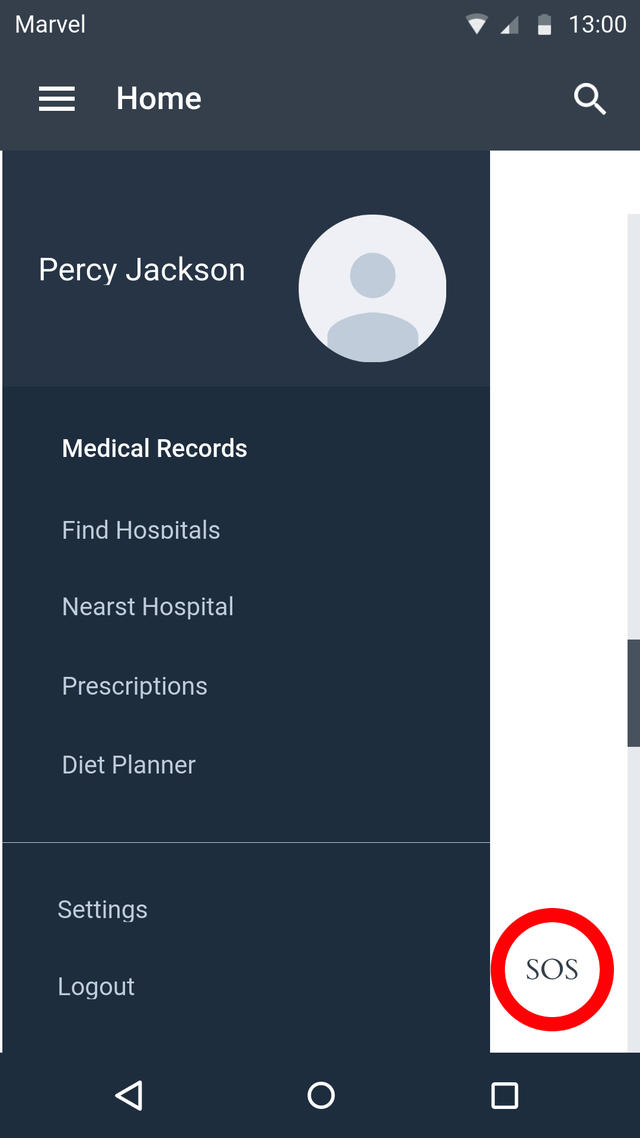 Marvel
13:00
Home
Percy Jackson
Medical Records
Find Hospitals
Nearst Hospital
Prescriptions
Diet Planner
Settings
Logout
SOS